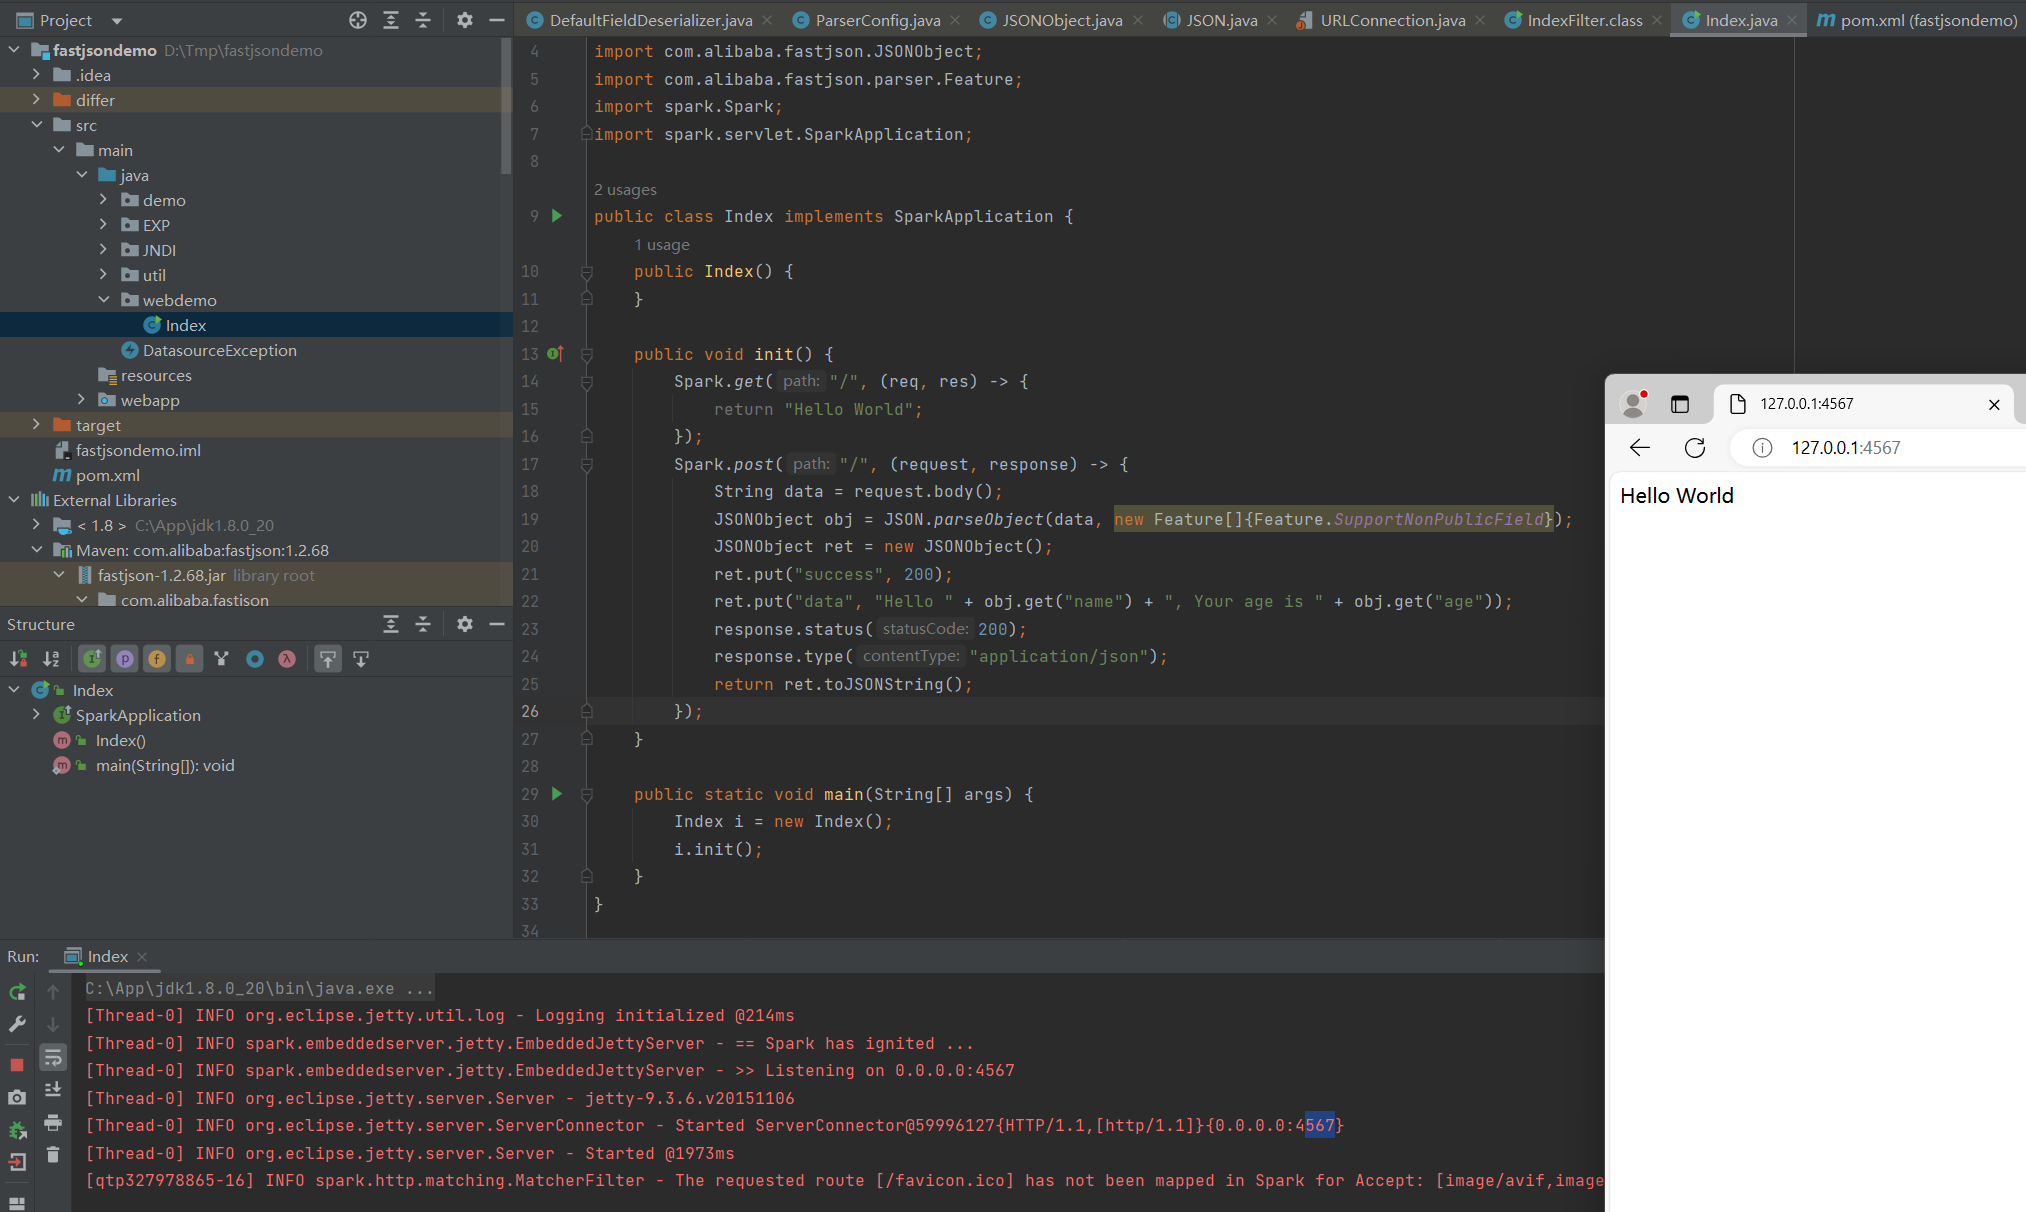 Project
DefaultFieldDeserializer.java
ParserConfig.java
JSONObject.java
JSON.java
URLConnection.java
IndexFilter.class
Index.java
pom.xml (fastjsondemo)
fastjsondemo D:\Tmp\fastjsondemo
.idea
differ
src
main
java
demo
EXP
JNDI
util
webdemo
Index
DatasourceException
resources
webapp
target
fastjsondemo.iml
pom.xml
External Libraries
< 1.8 > C:\App\jdk1.8.0_20
Maven: com.alibaba:fastjson:1.2.68
fastjson-1.2.68.jar library root
com.alibaba.fastjson
4 import com.alibaba.fastjson.JSONObject;
5 import com.alibaba.fastjson.parser.Feature;
6 import spark.Spark;
7 import spark.servlet.SparkApplication;
8
2 usages
9 public class Index implements SparkApplication {
1 usage
10 public Index() {
11 }
12
13 public void init() {
14 Spark.get( path: "/", (req, res) -> {
15 return "Hello World";
16 });
17 Spark.post( path: "/", (request, response) -> {
18 String data = request.body();
19 JSONObject obj = JSON.parseObject(data, new Feature[]{Feature.SupportNonPublicField});
20 JSONObject ret = new JSONObject();
21 ret.put("success", 200);
22 ret.put("data", "Hello " + obj.get("name") + ", Your age is " + obj.get("age"));
23 response.status( statusCode: 200);
24 response.type( contentType: "application/json");
25 return ret.toJSONString();
26 });
27 }
28
29 public static void main(String[] args) {
30 Index i = new Index();
31 i.init();
32 }
33 }
34
127.0.0.1:4567
127.0.0.1:4567
Hello World
Structure
Index
SparkApplication
Index()
main(String[]): void
Run: Index
C:\App\jdk1.8.0_20\bin\java.exe ...
[Thread-0] INFO org.eclipse.jetty.util.log - Logging initialized @214ms
[Thread-0] INFO spark.embeddedserver.jetty.EmbeddedJettyServer - == Spark has ignited ...
[Thread-0] INFO spark.embeddedserver.jetty.EmbeddedJettyServer - >> Listening on 0.0.0.0:4567
[Thread-0] INFO org.eclipse.jetty.server.Server - jetty-9.3.6.v20151106
[Thread-0] INFO org.eclipse.jetty.server.ServerConnector - Started ServerConnector@59996127{HTTP/1.1,[http/1.1]}{0.0.0.0:4567}
[Thread-0] INFO org.eclipse.jetty.server.Server - Started @1973ms
[qtp327978865-16] INFO spark.http.matching.MatcherFilter - The requested route [/favicon.ico] has not been mapped in Spark for Accept: [image/avif,image